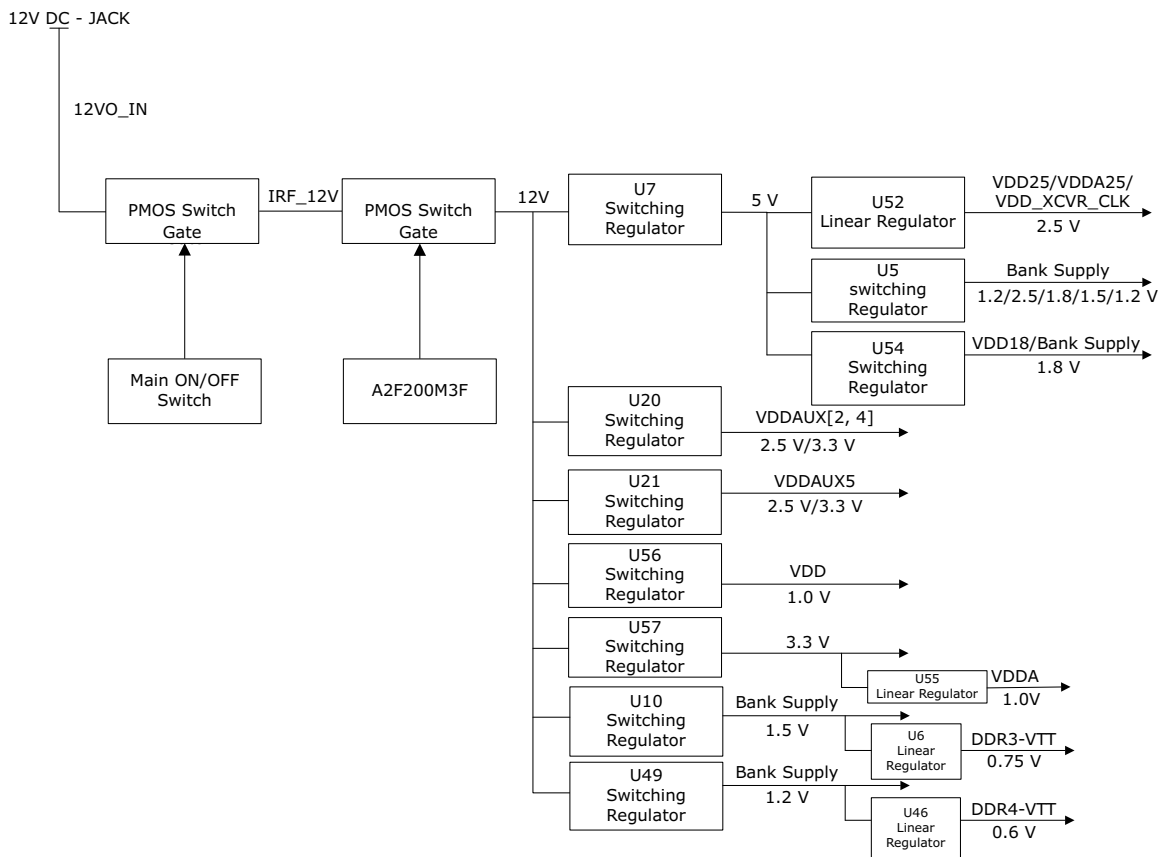 12V DC - JACK
12VO_IN
PMOS Switch
Gate
IRF_12V
PMOS Switch
Gate
12V
Main ON/OFF
Switch
A2F200M3F
U7
Switching
Regulator
5 V
U52
Linear Regulator
VDD25/VDDA25/
VDD_XCVR_CLK
2.5 V
U5
switching
Regulator
Bank Supply
1.2/2.5/1.8/1.5/1.2 V
U54
Switching
Regulator
VDD18/Bank Supply
1.8 V
U20
Switching
Regulator
VDDAUX[2, 4]
2.5 V/3.3 V
U21
Switching
Regulator
VDDAUX5
2.5 V/3.3 V
U56
Switching
Regulator
VDD
1.0 V
U57
Switching
Regulator
3.3 V
U55
Linear Regulator
VDDA
1.0V
U10
Switching
Regulator
Bank Supply
1.5 V
U6
Linear
Regulator
DDR3-VTT
0.75 V
U49
Switching
Regulator
Bank Supply
1.2 V
U46
Linear
Regulator
DDR4-VTT
0.6 V